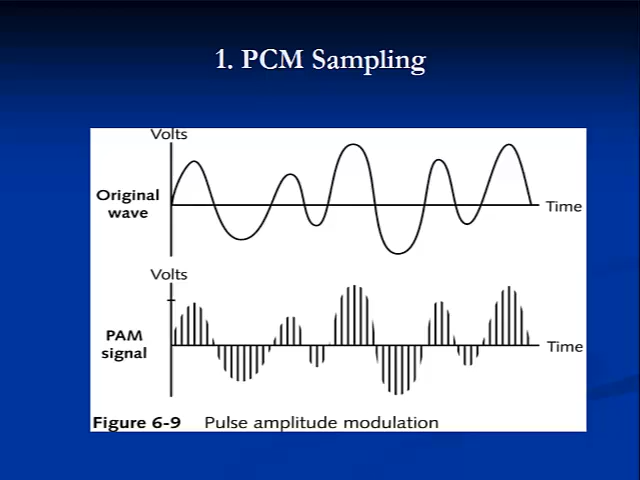 1. PCM Sampling
Volts
Original
wave
Time
Volts
PAM
signal
Time
Figure 6-9 Pulse amplitude modulation